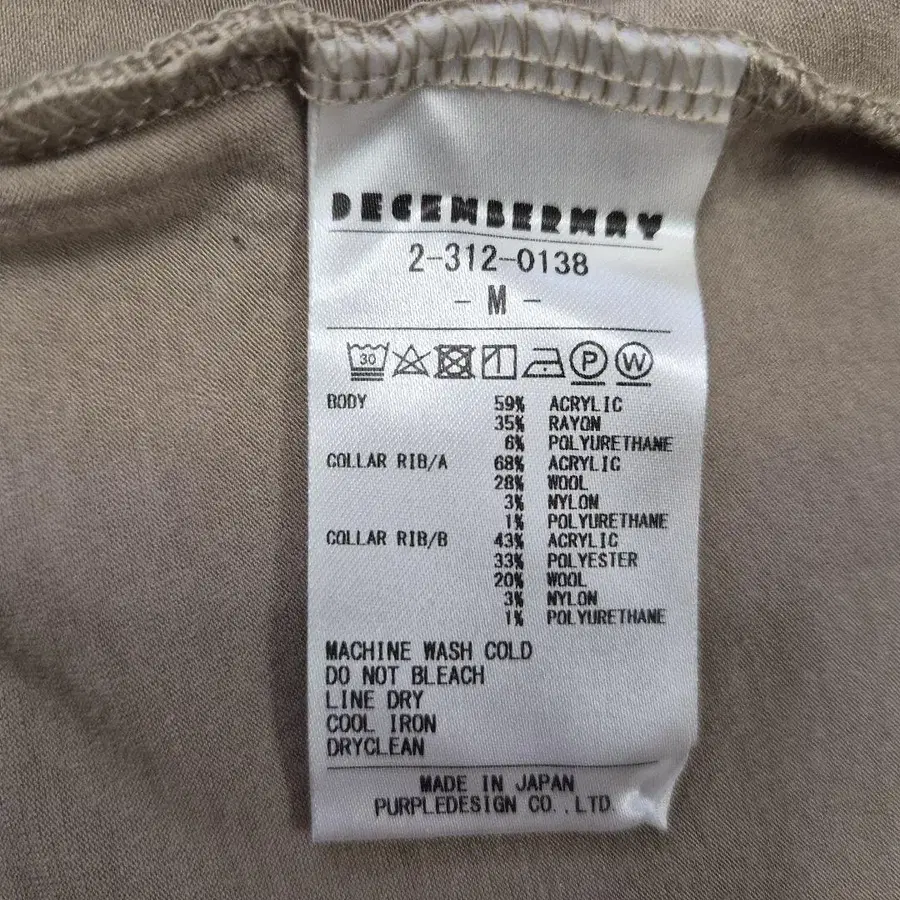 DECEMBERMAY
2-312-0138
- M -
30 P W
BODY 59% ACRYLIC
35% RAYON
6% POLYURETHANE
COLLAR RIB/A 68% ACRYLIC
28% WOOL
3% NYLON
1% POLYURETHANE
COLLAR RIB/B 43% ACRYLIC
33% POLYESTER
20% WOOL
3% NYLON
1% POLYURETHANE
MACHINE WASH COLD
DO NOT BLEACH
LINE DRY
COOL IRON
DRYCLEAN
MADE IN JAPAN
PURPLEDESIGN CO.,LTD